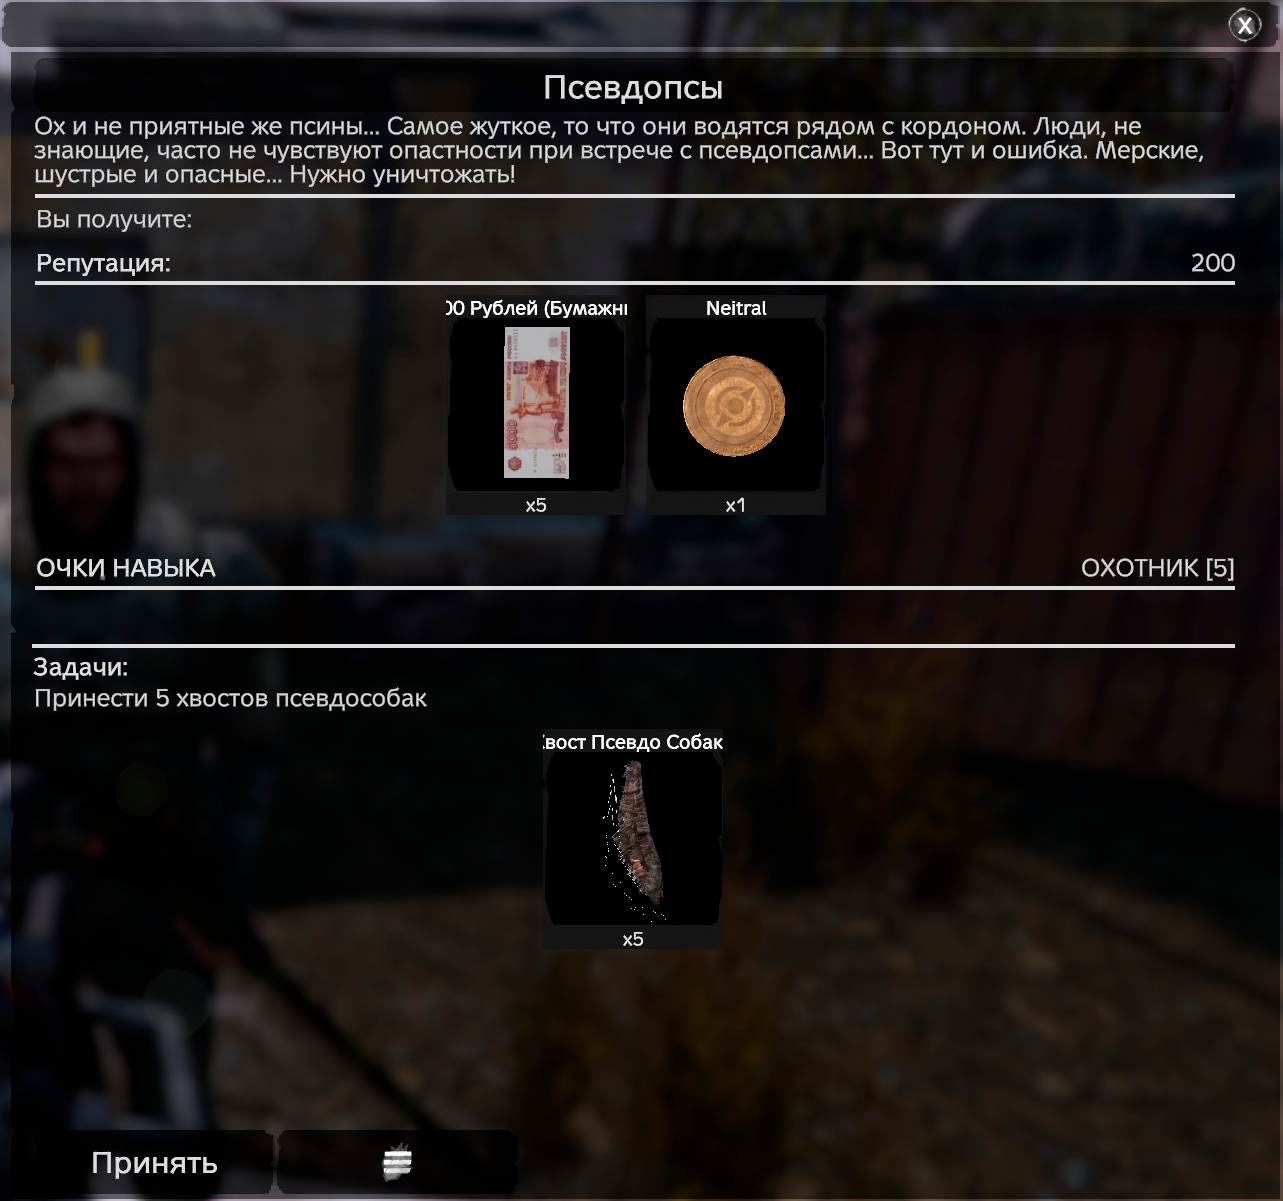 X
Псевдопсы
Ох и не приятные же псины... Самое жуткое, то что они водятся рядом с кордоном. Люди, не
знающие, часто не чувствуют опастности при встрече с псевдопсами... Вот тут и ошибка. Мерские,
шустрые и опасные... Нужно уничтожать!
Вы получите:
Репутация: 200
00 Рублей (Бумажн Neitral
x5 x1
ОЧКИ НАВЫКА ОХОТНИК [5]
Задачи:
Принести 5 хвостов псевдособак
вост Псевдо Собак
x5
Принять